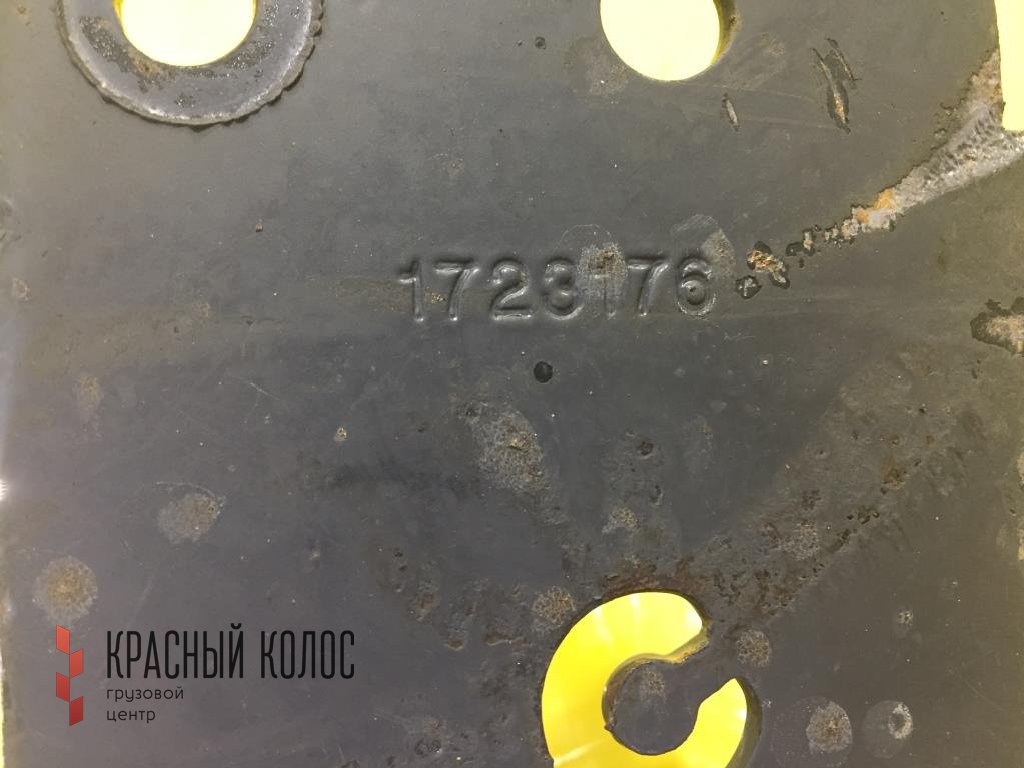 1723176
КРАСНЫЙ КОЛОС
грузовой
центр